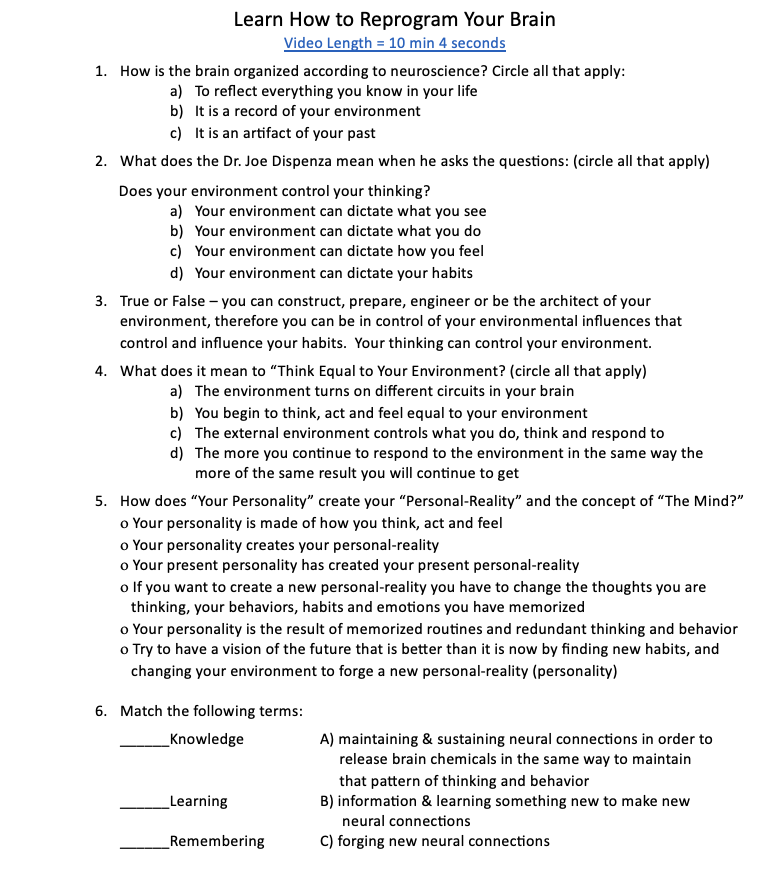 Learn How to Reprogram Your Brain
Video Length = 10 min 4 seconds
1. How is the brain organized according to neuroscience? Circle all that apply:
a) To reflect everything you know in your life
b) It is a record of your environment
c) It is an artifact of your past
2. What does the Dr. Joe Dispenza mean when he asks the questions: (circle all that apply)
Does your environment control your thinking?
a) Your environment can dictate what you see
b) Your environment can dictate what you do
c) Your environment can dictate how you feel
d) Your environment can dictate your habits
3. True or False – you can construct, prepare, engineer or be the architect of your
environment, therefore you can be in control of your environmental influences that
control and influence your habits. Your thinking can control your environment.
4. What does it mean to “Think Equal to Your Environment? (circle all that apply)
a) The environment turns on different circuits in your brain
b) You begin to think, act and feel equal to your environment
c) The external environment controls what you do, think and respond to
d) The more you continue to respond to the environment in the same way the
more of the same result you will continue to get
5. How does “Your Personality” create your “Personal-Reality” and the concept of “The Mind?”
o Your personality is made of how you think, act and feel
o Your personality creates your personal-reality
o Your present personality has created your present personal-reality
o If you want to create a new personal-reality you have to change the thoughts you are
thinking, your behaviors, habits and emotions you have memorized
o Your personality is the result of memorized routines and redundant thinking and behavior
o Try to have a vision of the future that is better than it is now by finding new habits, and
changing your environment to forge a new personal-reality (personality)
6. Match the following terms:
______Knowledge A) maintaining & sustaining neural connections in order to
release brain chemicals in the same way to maintain
that pattern of thinking and behavior
______Learning B) information & learning something new to make new
neural connections
______Remembering C) forging new neural connections